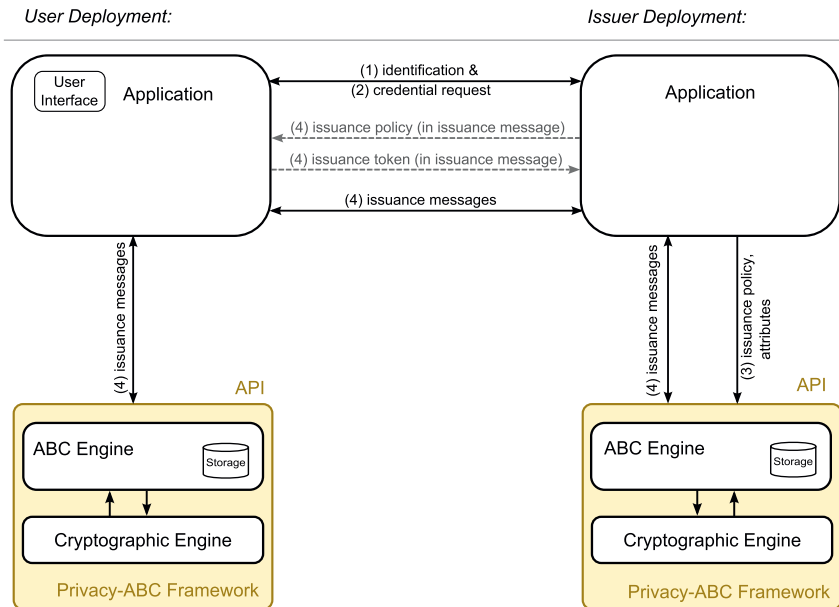 User Deployment:
Issuer Deployment:
User
Interface
Application
(1) identification &
(2) credential request
(4) issuance policy (in issuance message)
(4) issuance token (in issuance message)
(4) issuance messages
Application
(4) issuance messages
(4) issuance messages
(3) issuance policy,
attributes
API
ABC Engine
Storage
Cryptographic Engine
Privacy-ABC Framework
API
ABC Engine
Storage
Cryptographic Engine
Privacy-ABC Framework